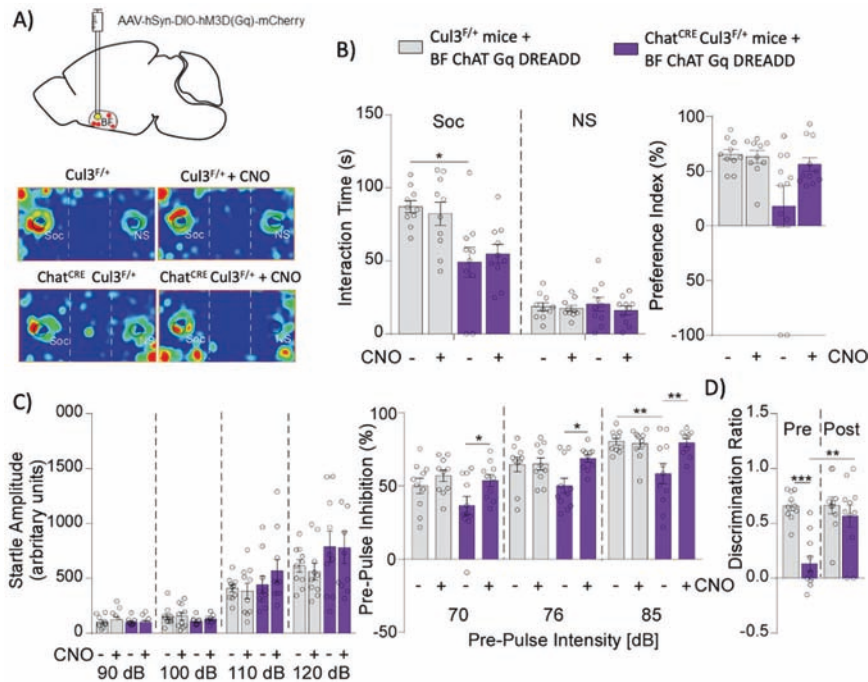 A)
AAV-hSyn-DIO-hM3D(Gq)-mCherry
BF
Cul3F/+
Cul3F/+ + CNO
Soc
NS
Soc
NS
ChatCRE Cul3F/+
ChatCRE Cul3F/+ + CNO
Soc
NS
Soc
NS
B)
Cul3F/+ mice +
BF ChAT Gq DREADD
ChatCRE Cul3F/+ mice +
BF ChAT Gq DREADD
Interaction Time (s)
150
100
50
0
Soc
NS
*
CNO - + - + - + - +
Preference Index (%)
100
50
0
-50
-100
- + - + CNO
C)
Startle Amplitude
(arbritary units)
000
1500
1000
500
0
CNO - + - + - + - + - + - + - + - +
90 dB 100 dB 110 dB 120 dB
Pre-Pulse Inhibition (%)
100
50
0
-50
* * ** **
- + - + - + - + - + - + CNO
70 76 85
Pre-Pulse Intensity [dB]
D)
Discrimination Ratio
1.5
1.0
0.5
0.0
-0.5
Pre Post
*** **